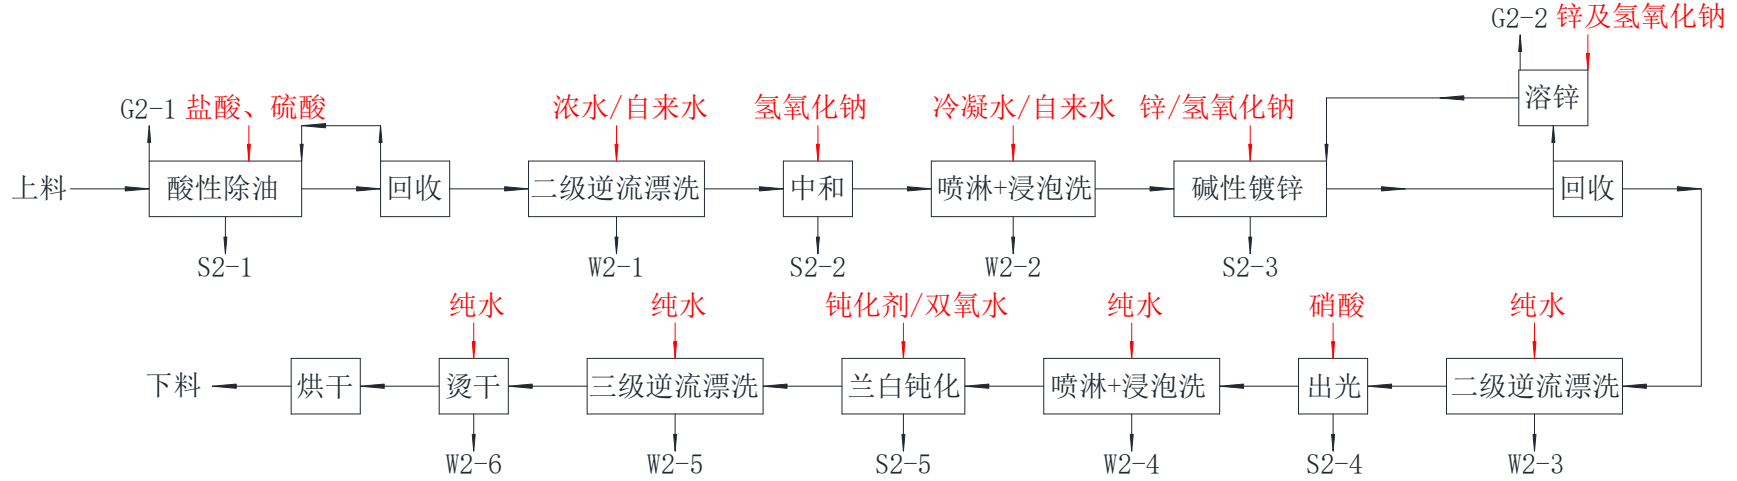 G2-2 锌及氢氧化钠
溶锌
G2-1 盐酸、硫酸 浓水/自来水 氢氧化钠 冷凝水/自来水 锌/氢氧化钠
上料 酸性除油 回收 二级逆流漂洗 中和 喷淋+浸泡洗 碱性镀锌 回收
S2-1 W2-1 S2-2 W2-2 S2-3
纯水 纯水 钝化剂/双氧水 纯水 硝酸 纯水
下料 烘干 烫干 三级逆流漂洗 兰白钝化 喷淋+浸泡洗 出光 二级逆流漂洗
W2-6 W2-5 S2-5 W2-4 S2-4 W2-3